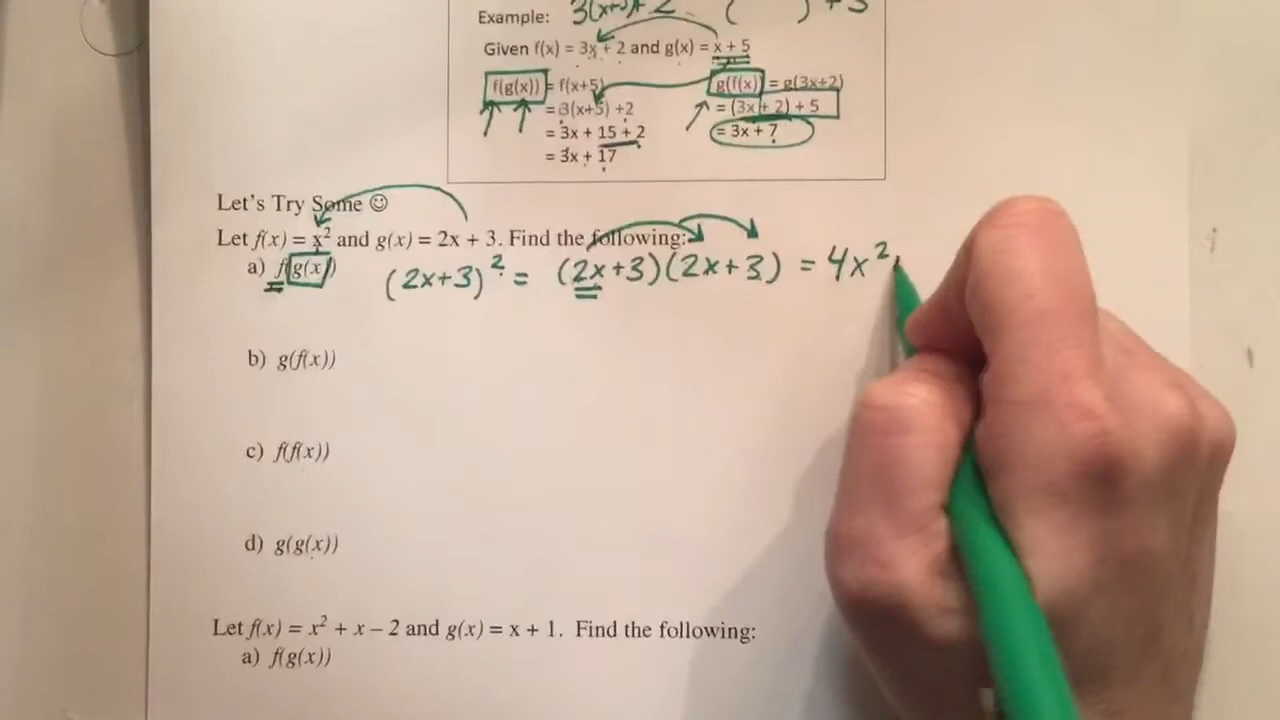 Example: 3(x+5)+2 ( ) +5
Given f(x) = 3x + 2 and g(x) = x + 5
f(g(x)) = f(x+5) g(f(x)) = g(3x+2)
= 3(x+5) +2 = (3x + 2) + 5
= 3x + 15 + 2 = 3x + 7
= 3x + 17
Let's Try Some ☺
Let f(x) = x² and g(x) = 2x + 3. Find the following:
a) f(g(x)) (2x+3)² = (2x+3)(2x+3) = 4x²
b) g(f(x))
c) f(f(x))
d) g(g(x))
Let f(x) = x² + x – 2 and g(x) = x + 1. Find the following:
a) f(g(x))